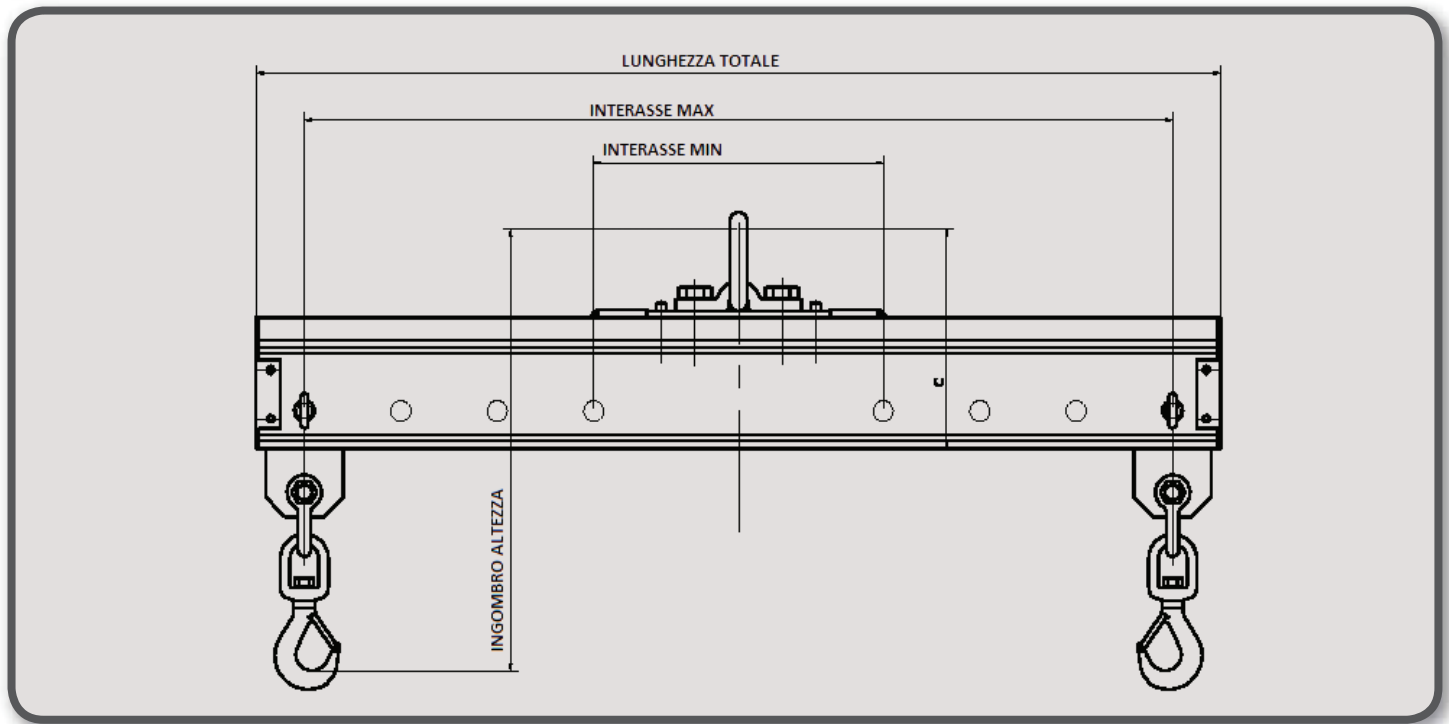 LUNGHEZZA TOTALE
INTERASSE MAX
INTERASSE MIN
C
INGOMBRO ALTEZZA